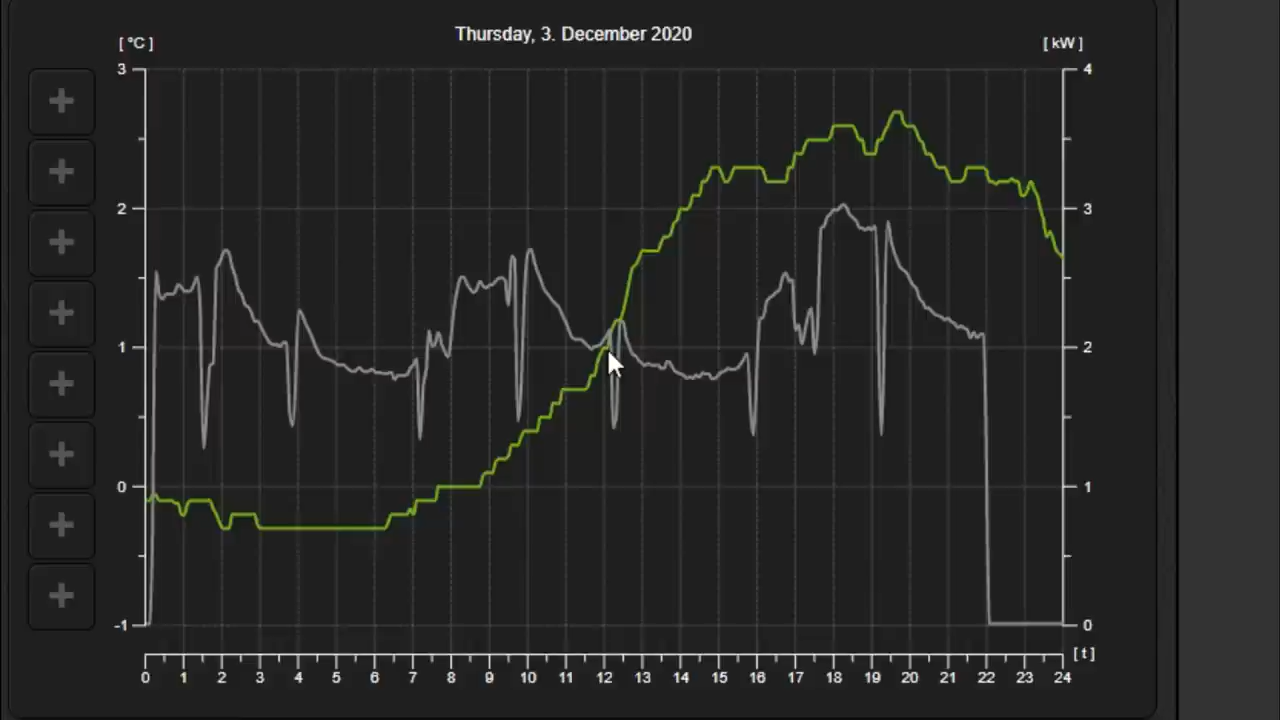 Thursday, 3. December 2020
[ °C ]
[ kW ]
3
4
2
3
1
2
0
1
-1
0
[ t ]
0 1 2 3 4 5 6 7 8 9 10 11 12 13 14 15 16 17 18 19 20 21 22 23 24